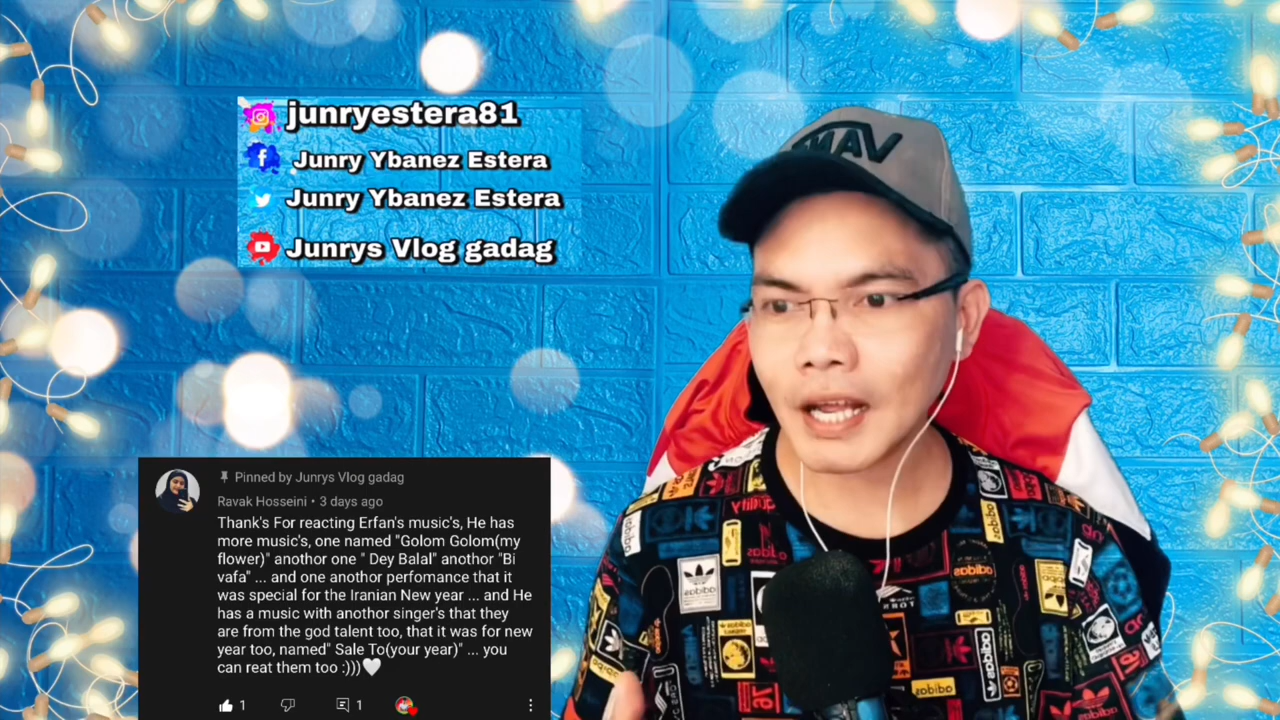 junryestera81
Junry Ybanez Estera
Junry Ybanez Estera
Junrys Vlog gadag
Pinned by Junrys Vlog gadag
Ravak Hosseini • 3 days ago
Thank's For reacting Erfan's music's, He has
more music's, one named "Golom Golom(my
flower)" anothor one " Dey Balal" anothor "Bi
vafa" ... and one anothor perfomance that it
was special for the Iranian New year ... and He
has a music with anothor singer's that they
are from the god talent too, that it was for new
year too, named" Sale To(your year)" ... you
can reat them too :)))🤍
1
1
adidas
adidas
adidas
adidas